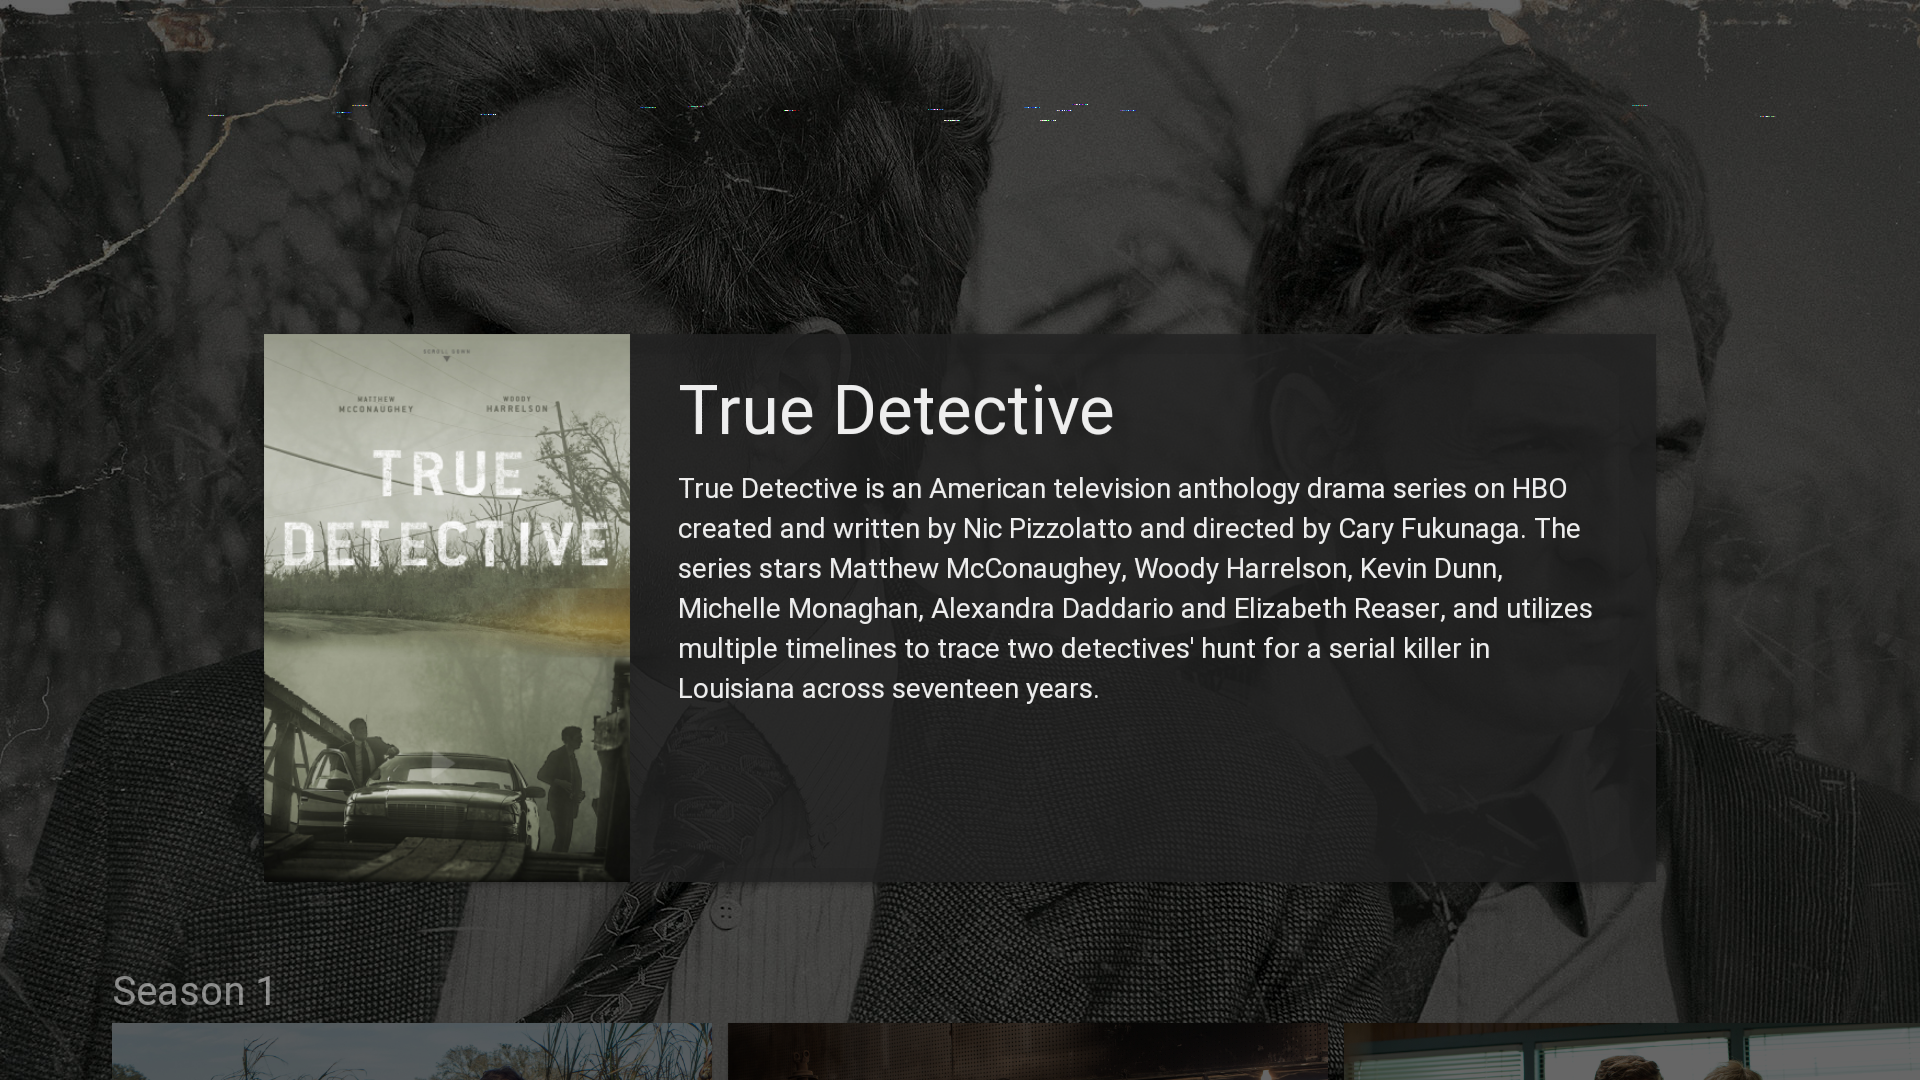 SCROLL DOWN
MATTHEW
McCONAUGHEY
WOODY
HARRELSON
TRUE
DETECTIVE
True Detective
True Detective is an American television anthology drama series on HBO
created and written by Nic Pizzolatto and directed by Cary Fukunaga. The
series stars Matthew McConaughey, Woody Harrelson, Kevin Dunn,
Michelle Monaghan, Alexandra Daddario and Elizabeth Reaser, and utilizes
multiple timelines to trace two detectives' hunt for a serial killer in
Louisiana across seventeen years.
Season 1